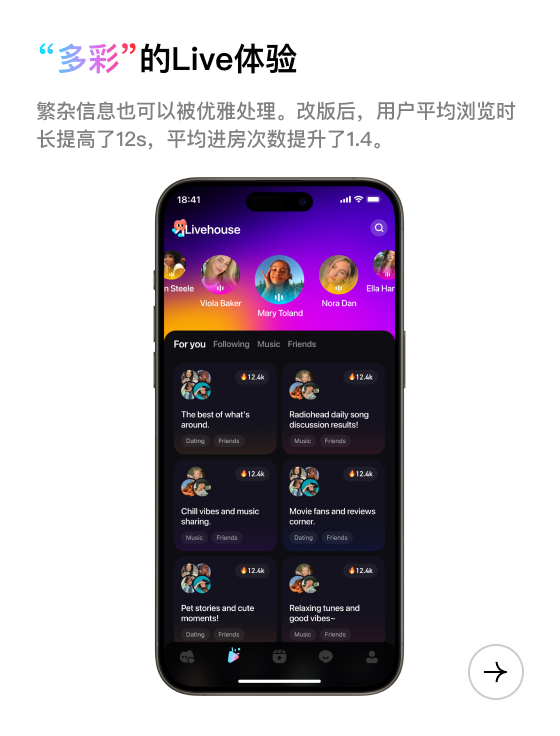 “多彩”的Live体验
繁杂信息也可以被优雅处理。改版后，用户平均浏览时
长提高了12s，平均进房次数提升了1.4。
18:41
Livehouse
n Steele
Viola Baker
Mary Toland
Nora Dan
Ella Har
For you Following Music Friends
🔥12.4k
The best of what's
around.
Dating Friends
🔥12.4k
Radiohead daily song
discussion results!
Music Friends
🔥12.4k
Chill vibes and music
sharing.
Music Friends
🔥12.4k
Movie fans and reviews
corner.
Dating Friends
🔥12.4k
Pet stories and cute
moments!
Dating Friends
🔥12.4k
Relaxing tunes and
good vibes~
Music Friends